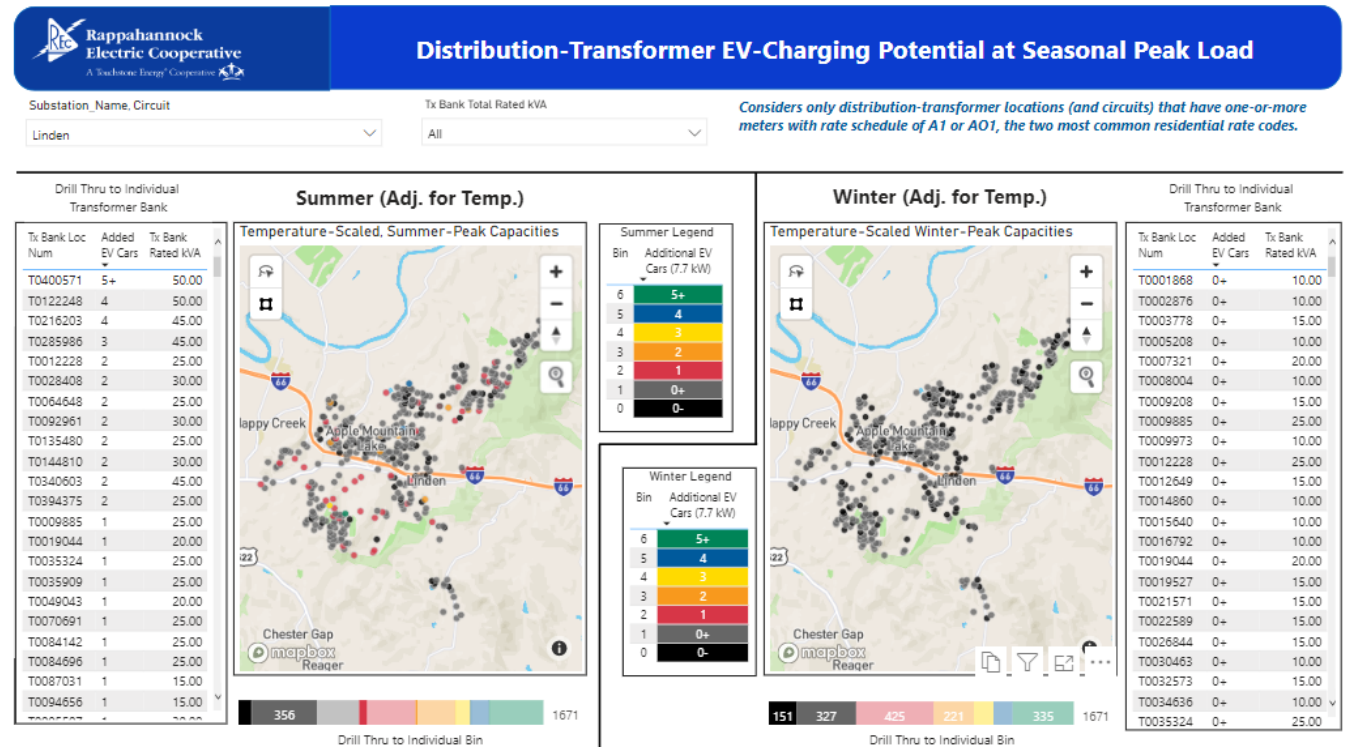 Rappahannock
Electric Cooperative
A Touchstone Energy® Cooperative
REC
Distribution-Transformer EV-Charging Potential at Seasonal Peak Load
Substation_Name, Circuit
Linden
Tx Bank Total Rated kVA
All
Considers only distribution-transformer locations (and circuits) that have one-or-more
meters with rate schedule of A1 or AO1, the two most common residential rate codes.
Drill Thru to Individual
Transformer Bank
Tx Bank Loc Num Added EV Cars Tx Bank Rated kVA
T0400571 5+ 50.00
T0122248 4 50.00
T0216203 4 45.00
T0285986 3 45.00
T0012228 2 25.00
T0028408 2 30.00
T0064648 2 25.00
T0092961 2 30.00
T0135480 2 25.00
T0144810 2 30.00
T0340603 2 45.00
T0394375 2 25.00
T0009885 1 25.00
T0019044 1 20.00
T0035324 1 25.00
T0035909 1 25.00
T0049043 1 20.00
T0070691 1 25.00
T0084142 1 25.00
T0084696 1 25.00
T0087031 1 15.00
T0094656 1 15.00
Summer (Adj. for Temp.)
Temperature-Scaled, Summer-Peak Capacities
66
Happy Creek
Apple Mountain
Lake
Linden
66
66
522
Chester Gap
mapbox
Reager
356
1671
Drill Thru to Individual Bin
Summer Legend
Bin Additional EV Cars (7.7 kW)
6 5+
5 4
4 3
3 2
2 1
1 0+
0 0-
Winter Legend
Bin Additional EV Cars (7.7 kW)
6 5+
5 4
4 3
3 2
2 1
1 0+
0 0-
Winter (Adj. for Temp.)
Temperature-Scaled Winter-Peak Capacities
66
Happy Creek
Apple Mountain
Lake
Linden
66
66
522
Chester Gap
mapbox
Reager
151 327 425 221 335 1671
Drill Thru to Individual Bin
Drill Thru to Individual
Transformer Bank
Tx Bank Loc Num Added EV Cars Tx Bank Rated kVA
T0001868 0+ 10.00
T0002876 0+ 10.00
T0003778 0+ 15.00
T0005208 0+ 10.00
T0007321 0+ 20.00
T0008004 0+ 10.00
T0009208 0+ 15.00
T0009885 0+ 25.00
T0009973 0+ 10.00
T0012228 0+ 25.00
T0012649 0+ 15.00
T0014860 0+ 10.00
T0015640 0+ 10.00
T0016792 0+ 10.00
T0019044 0+ 20.00
T0019527 0+ 15.00
T0021571 0+ 15.00
T0022589 0+ 15.00
T0026844 0+ 15.00
T0030463 0+ 10.00
T0032573 0+ 15.00
T0034636 0+ 10.00
T0035324 0+ 25.00